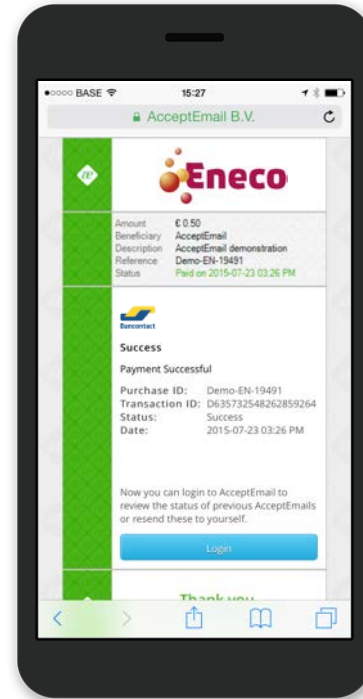 BASE 15:27
AcceptEmail B.V.
Eneco
Amount € 0.50
Beneficiary AcceptEmail
Description AcceptEmail demonstration
Reference Demo-EN-19491
Status Paid on 2015-07-23 03:26 PM
Bancontact
Success
Payment Successful
Purchase ID: Demo-EN-19491
Transaction ID: D635732548262859264
Status: Success
Date: 2015-07-23 03:26 PM
Now you can login to AcceptEmail to
review the status of previous AcceptEmails
or resend these to yourself.
Login
Thank you